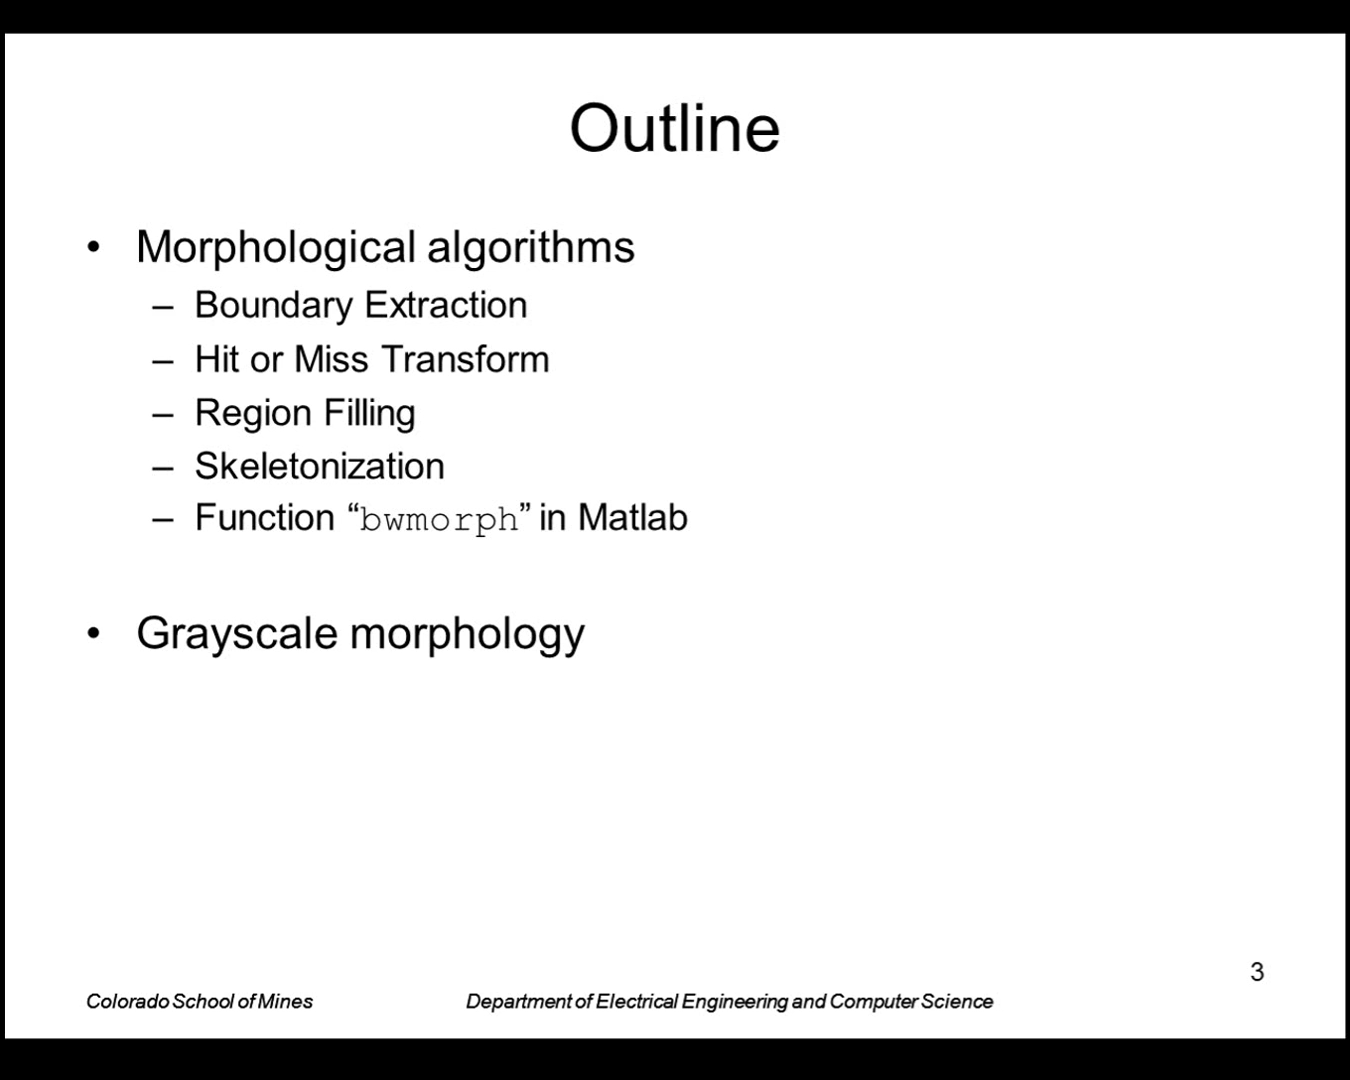 Outline
• Morphological algorithms
– Boundary Extraction
– Hit or Miss Transform
– Region Filling
– Skeletonization
– Function “bwmorph” in Matlab
• Grayscale morphology
3
Colorado School of Mines Department of Electrical Engineering and Computer Science